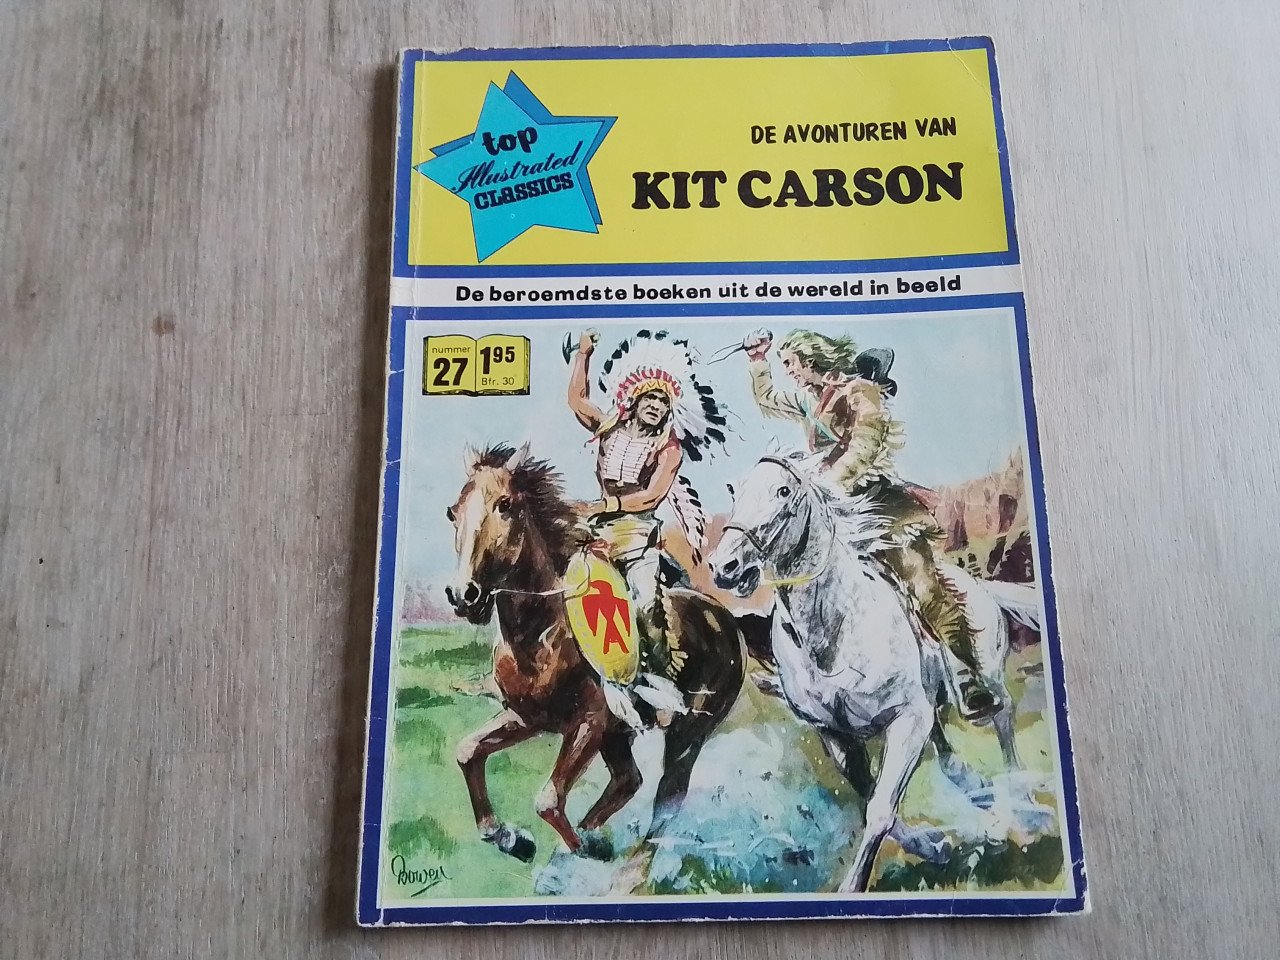 top
Illustrated
CLASSICS
DE AVONTUREN VAN
KIT CARSON
De beroemdste boeken uit de wereld in beeld
nummer
27
1 95
Bfr. 30
Bowen